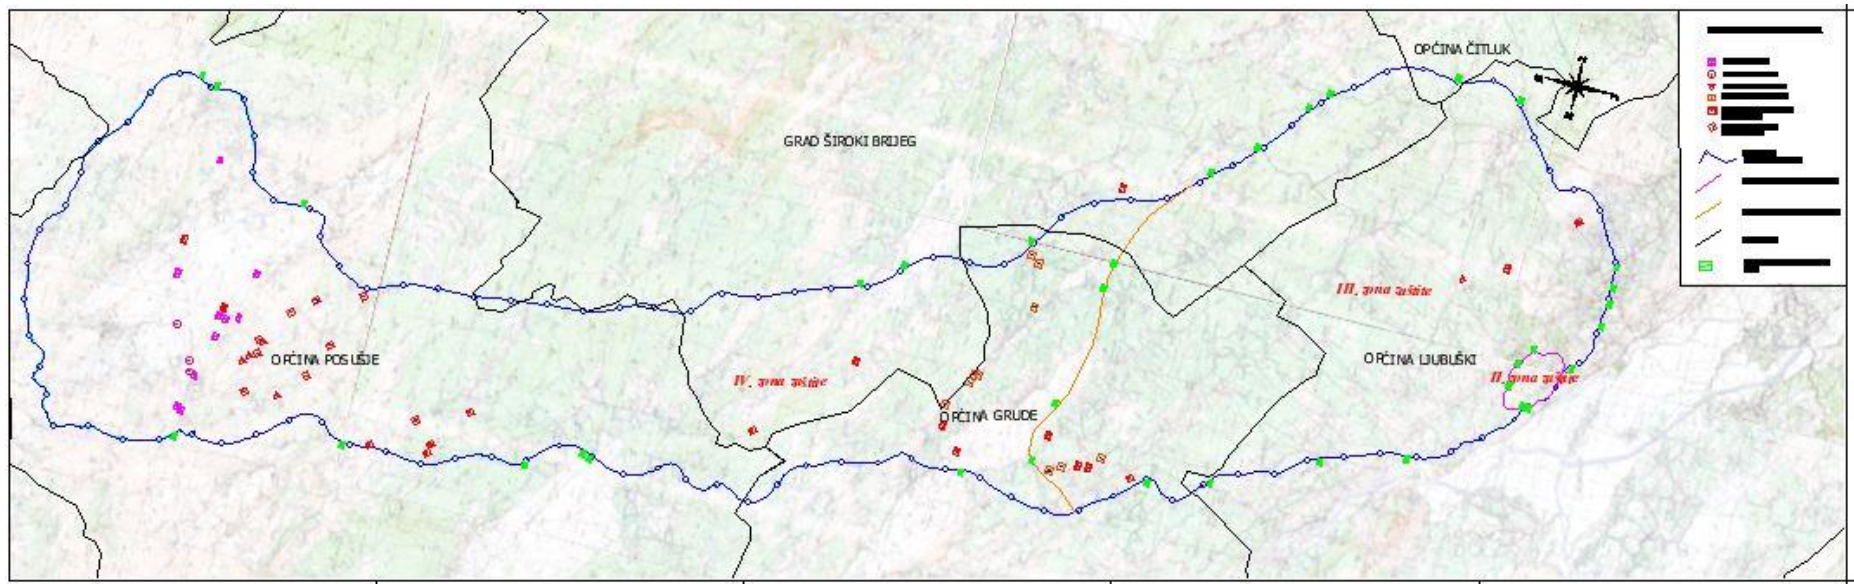 OPĆINA ČITLUK
GRAD ŠIROKI BRIJEG
III. zona zaštite
OPĆINA POSUŠJE
OPĆINA LJUBUŠKI
IV. zona zaštite
II. zona zaštite
OPĆINA GRUDE